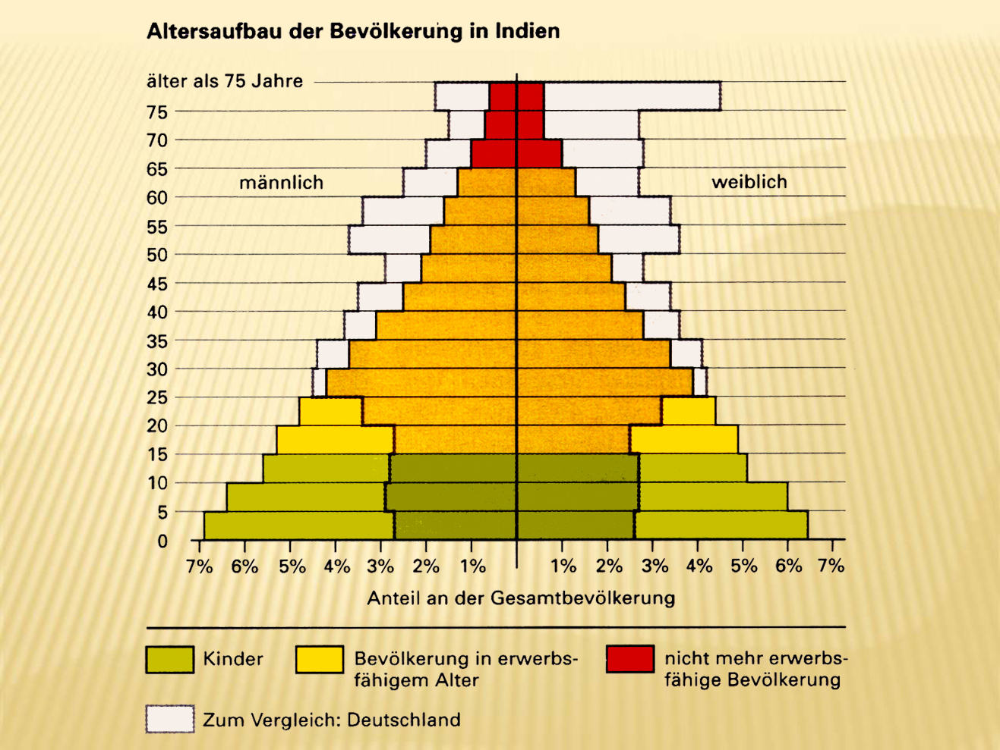 Altersaufbau der Bevölkerung in Indien
älter als 75 Jahre
75
70
65
männlich
weiblich
60
55
50
45
40
35
30
25
20
15
10
5
0
7% 6% 5% 4% 3% 2% 1% 1% 2% 3% 4% 5% 6% 7%
Anteil an der Gesamtbevölkerung
Kinder
Bevölkerung in erwerbs-
fähigem Alter
nicht mehr erwerbs-
fähige Bevölkerung
Zum Vergleich: Deutschland